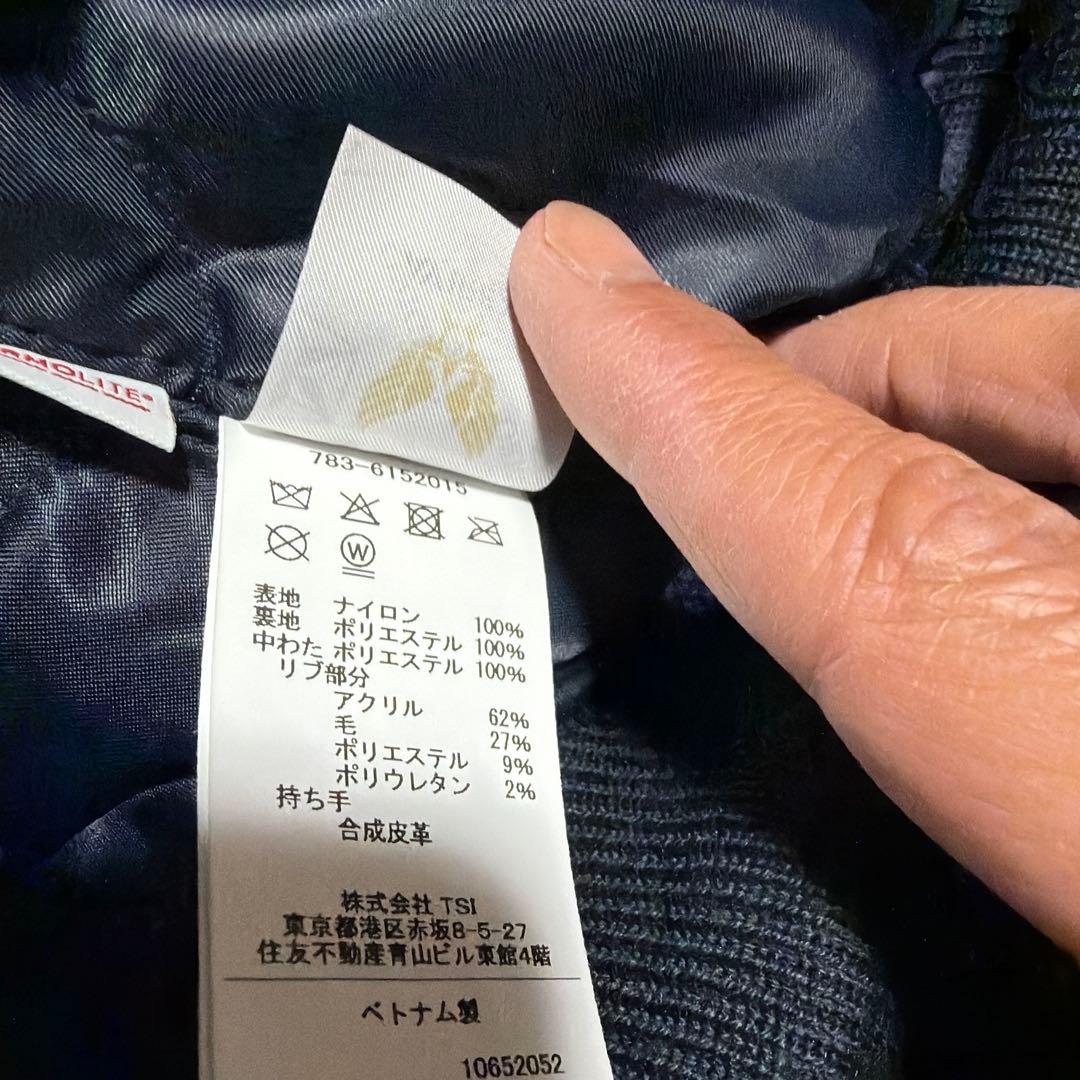 MOLITE®
783-6152015
W
表地 ナイロン 100%
裏地 ポリエステル 100%
中わた ポリエステル 100%
リブ部分
アクリル 62%
毛 27%
ポリエステル 9%
ポリウレタン 2%
持ち手
合成皮革
株式会社 TSI
東京都港区赤坂8-5-27
住友不動産青山ビル東館4階
ベトナム製
10652052